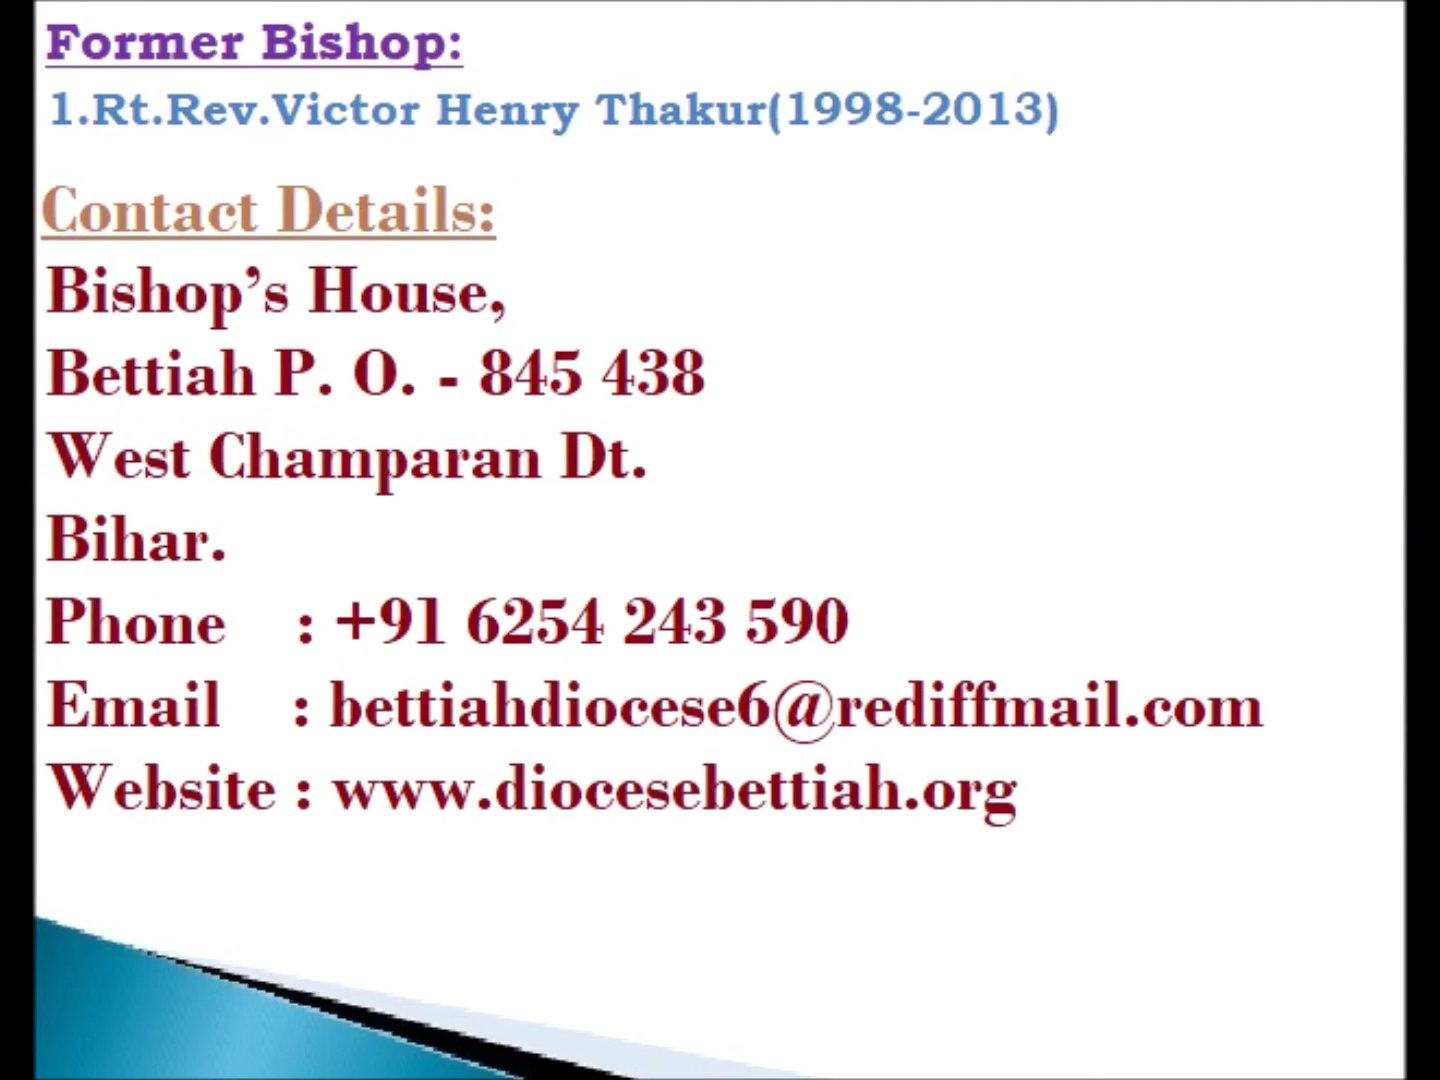 Former Bishop:
1.Rt.Rev.Victor Henry Thakur(1998-2013)
Contact Details:
Bishop’s House,
Bettiah P. O. - 845 438
West Champaran Dt.
Bihar.
Phone : +91 6254 243 590
Email : bettiahdiocese6@rediffmail.com
Website : www.diocesebettiah.org